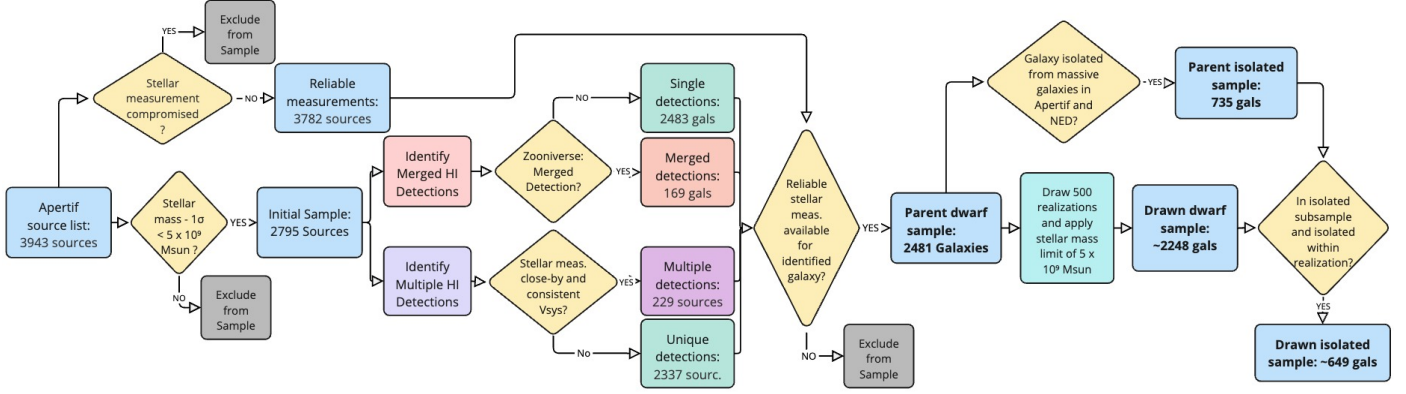 Exclude
from
Sample
YES
Stellar
measurement
compromised
?
NO
Reliable
measurements:
3782 sources
Apertif
source list:
3943 sources
Stellar
mass - 1σ
< 5 x 10⁹
Msun ?
YES
NO
Exclude
from
Sample
Initial Sample:
2795 Sources
Identify
Merged HI
Detections
Identify
Multiple HI
Detections
Zooniverse:
Merged
Detection?
NO
YES
Single
detections:
2483 gals
Merged
detections:
169 gals
Stellar meas.
close-by and
consistent
Vsys?
YES
No
Multiple
detections:
229 sources
Unique
detections:
2337 sourc.
Reliable
stellar
meas.
available
for
identified
galaxy?
NO
Exclude
from
Sample
YES
Parent dwarf
sample:
2481 Galaxies
Galaxy isolated
from massive
galaxies in
Apertif and
NED?
YES
Parent isolated
sample:
735 gals
Draw 500
realizations
and apply
stellar mass
limit of 5 x
10⁹ Msun
Drawn dwarf
sample:
~2248 gals
In isolated
subsample
and isolated
within
realization?
YES
Drawn isolated
sample: ~649 gals